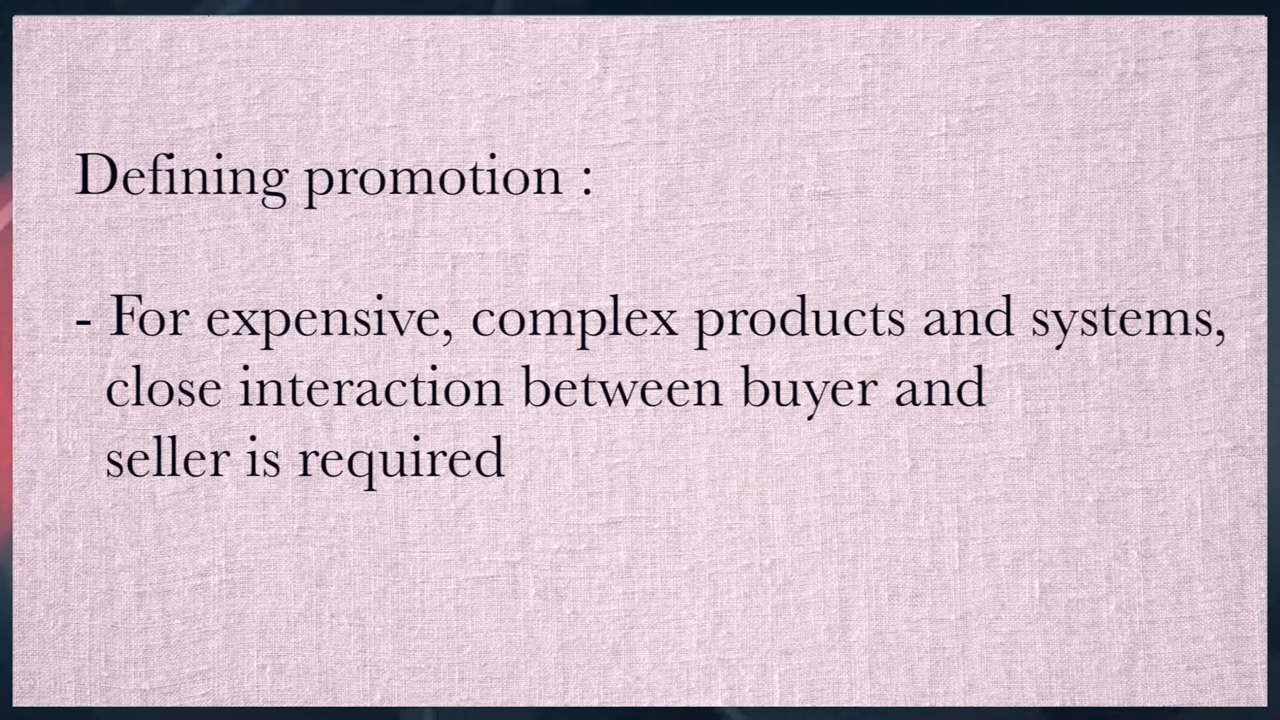 Defining promotion :
- For expensive, complex products and systems,
close interaction between buyer and
seller is required